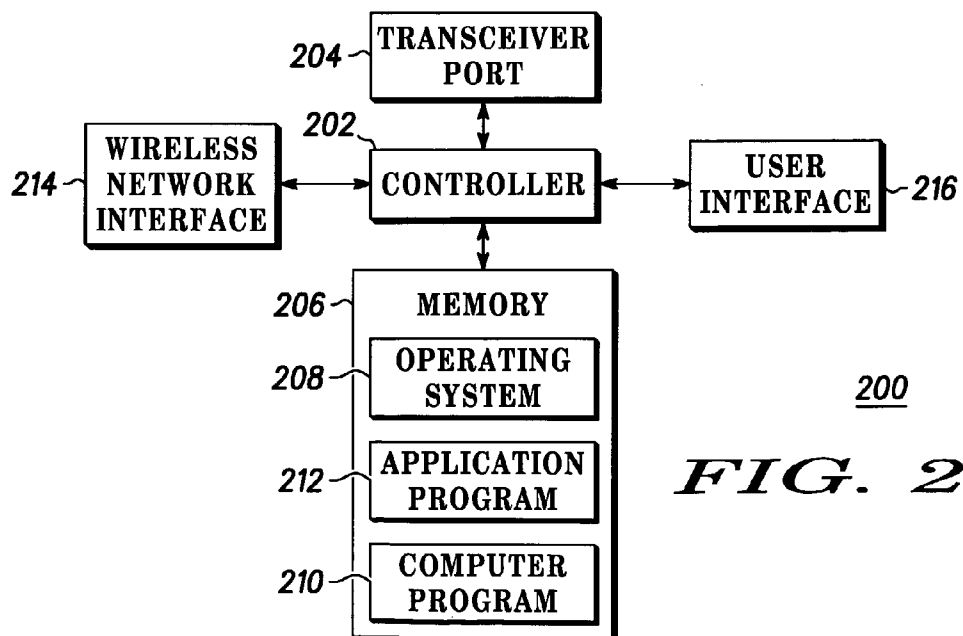 204
TRANSCEIVER
PORT
202
214
WIRELESS
NETWORK
INTERFACE
CONTROLLER
USER
INTERFACE
216
206
MEMORY
208
OPERATING
SYSTEM
200
212
APPLICATION
PROGRAM
FIG. 2
210
COMPUTER
PROGRAM